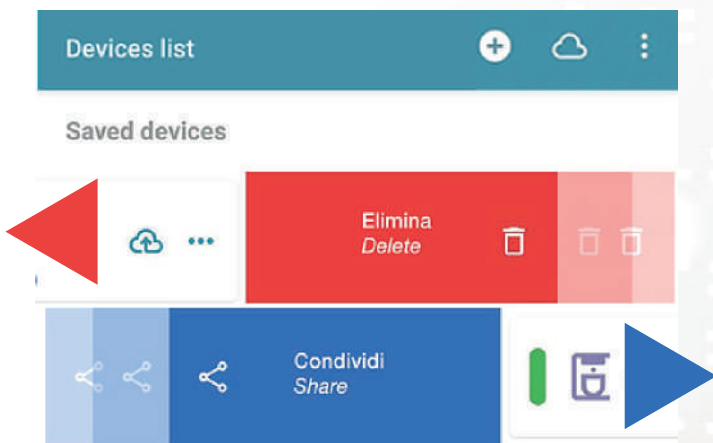 Devices list
Saved devices
Elimina
Delete
Condividi
Share